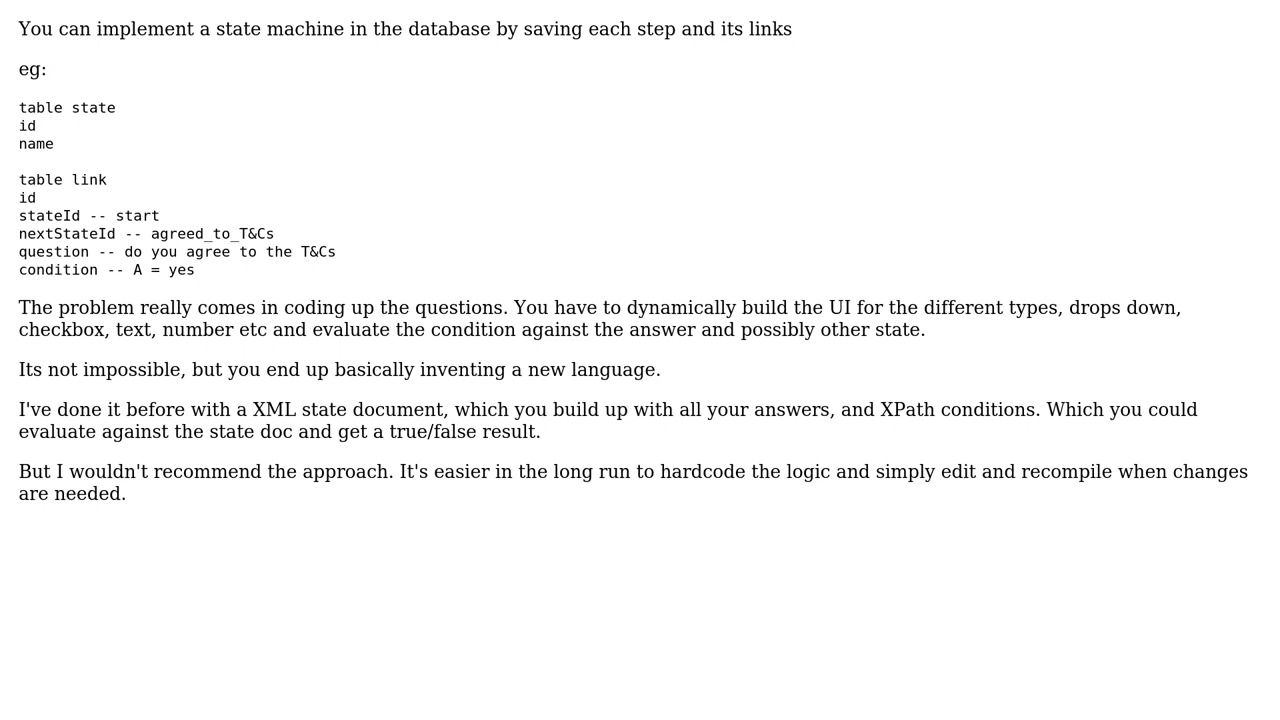 You can implement a state machine in the database by saving each step and its links
eg:
table state
id
name
table link
id
stateId -- start
nextStateId -- agreed_to_T&Cs
question -- do you agree to the T&Cs
condition -- A = yes
The problem really comes in coding up the questions. You have to dynamically build the UI for the different types, drops down,
checkbox, text, number etc and evaluate the condition against the answer and possibly other state.
Its not impossible, but you end up basically inventing a new language.
I've done it before with a XML state document, which you build up with all your answers, and XPath conditions. Which you could
evaluate against the state doc and get a true/false result.
But I wouldn't recommend the approach. It's easier in the long run to hardcode the logic and simply edit and recompile when changes
are needed.